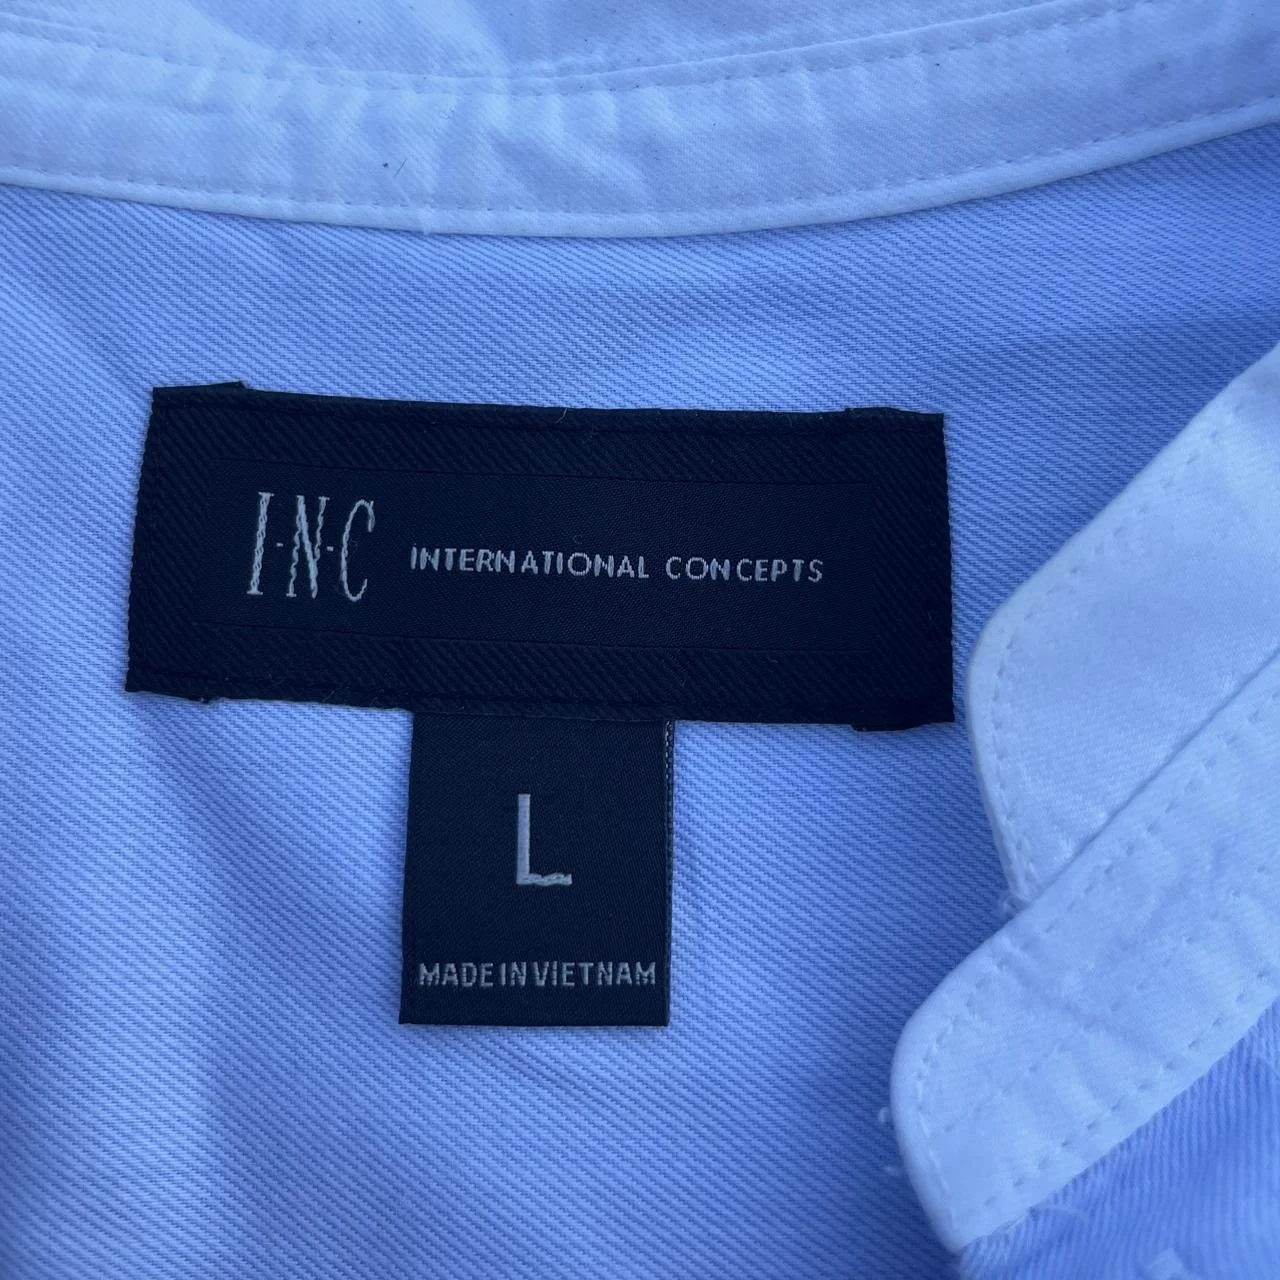 I-N-C INTERNATIONAL CONCEPTS
L
MADE IN VIETNAM